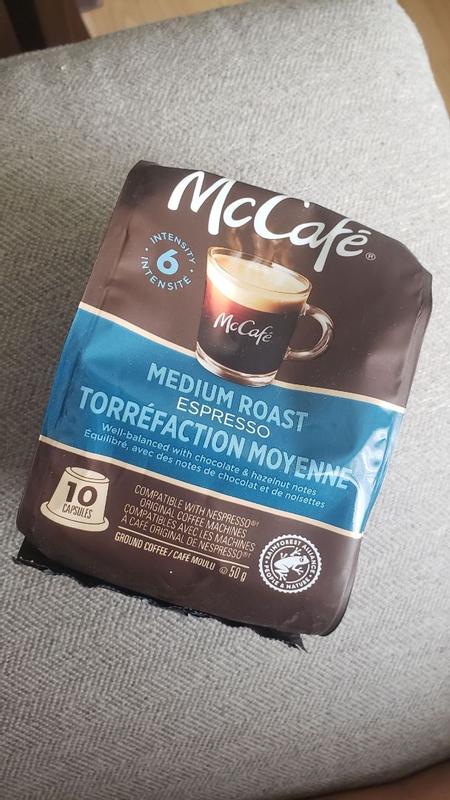 McCafé®
INTENSITY
6
INTENSITÉ
McCafé
MEDIUM ROAST
ESPRESSO
TORRÉFACTION MOYENNE
Well-balanced with chocolate & hazelnut notes
Équilibré, avec des notes de chocolat et de noisettes
10
CAPSULES
COMPATIBLE WITH NESPRESSO®†
ORIGINAL COFFEE MACHINES
COMPATIBLES AVEC LES MACHINES
À CAFÉ ORIGINAL DE NESPRESSO®†
GROUND COFFEE / CAFÉ MOULU 50 g
RAINFOREST ALLIANCE
PEOPLE & NATURE